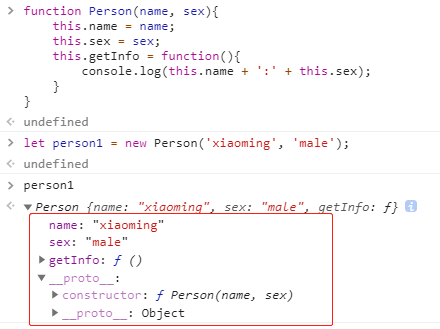 function Person(name, sex){
this.name = name;
this.sex = sex;
this.getInfo = function(){
console.log(this.name + ':' + this.sex);
}
}
undefined
let person1 = new Person('xiaoming', 'male');
undefined
person1
Person {name: "xiaoming", sex: "male", getInfo: ƒ} i
name: "xiaoming"
sex: "male"
getInfo: ƒ ()
__proto__:
constructor: ƒ Person(name, sex)
__proto__: Object